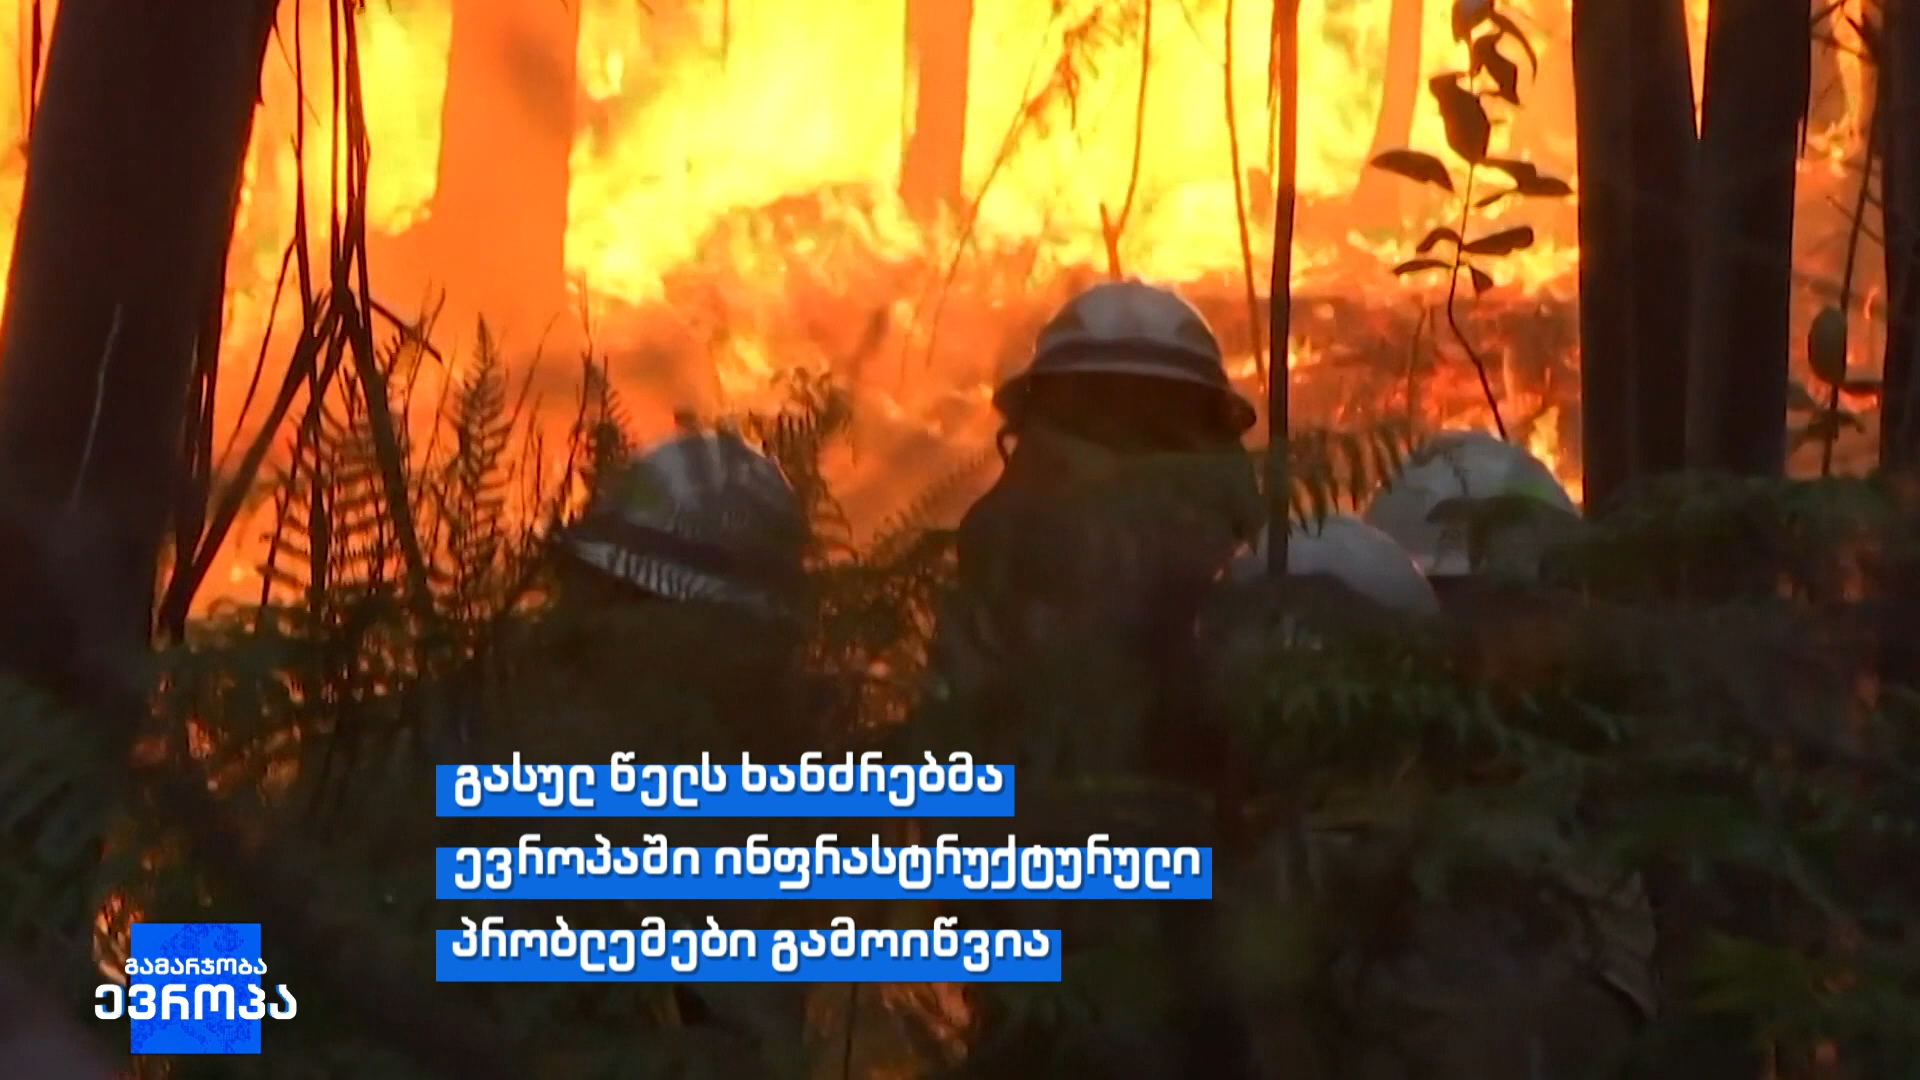 გასულ წელს ხანძრებმა
ევროპაში ინფრასტრუქტურული
პრობლემები გამოიწვია
გამარჯობა
ევროპა